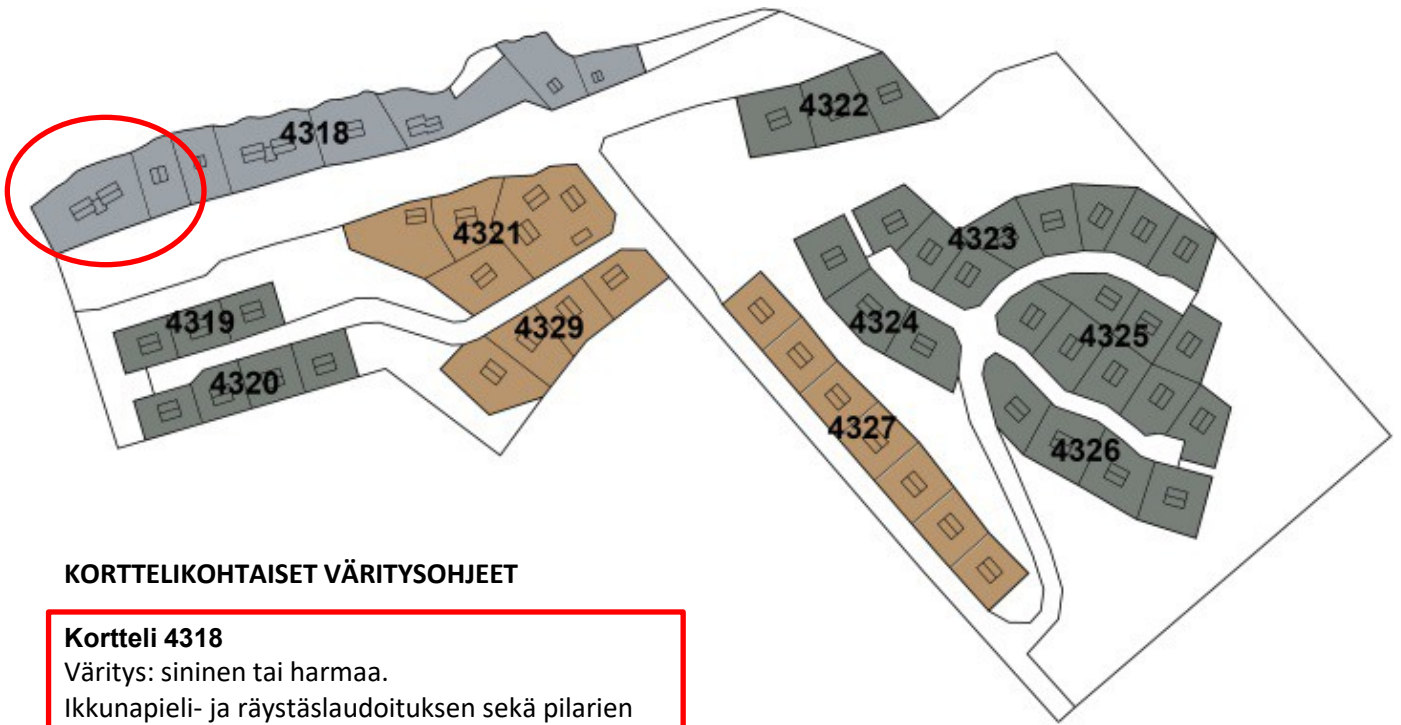 4318
4322
4321
4323
4319
4329
4324
4325
4320
4327
4326
KORTTELIKOHTAISET VÄRITYSOHJEET
Kortteli 4318
Väritys: sininen tai harmaa.
Ikkunapieli- ja räystäslaudoituksen sekä pilarien